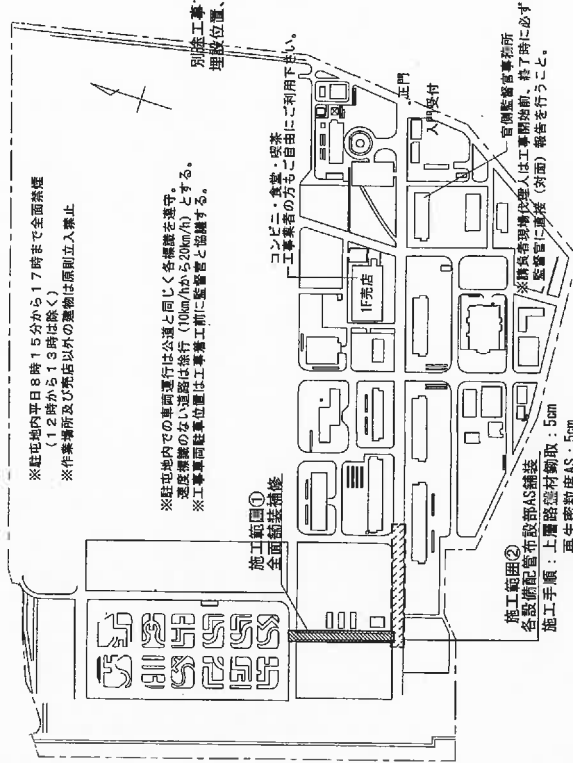 ※駐屯地内平日8時15分から17時まで全面禁煙
(12時から13時は除く)
※作業場所及び売店以外の建物は原則立入禁止
※駐屯地内での車両運行は公道と同じく各標識を遵守。
速度標識のない道路は徐行（10km/hから20km/h）とする。
※工事車両駐車位置は工事着工前に監督官と協議する。
別途工事
埋設位置、
コンビニ・食堂・喫茶
工事業者の方もご自由にご利用下さい。
1F売店
正門
入門受付
官側監督官事務所
※請負者現場代理人は工事開始前、終了時に必ず
監督官に直接（対面）報告を行うこと。
施工範囲①
全面舗装補修
施工範囲②
各設備配管布設部AS舗装
施工手順：上層路盤材鋤取：5cm
再生密粒度AS：5cm